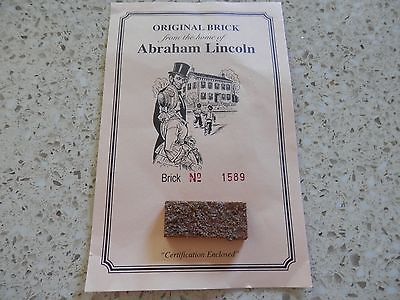 ORIGINAL BRICK
from the home of
Abraham Lincoln
Brick No 1589
"Certification Enclosed"